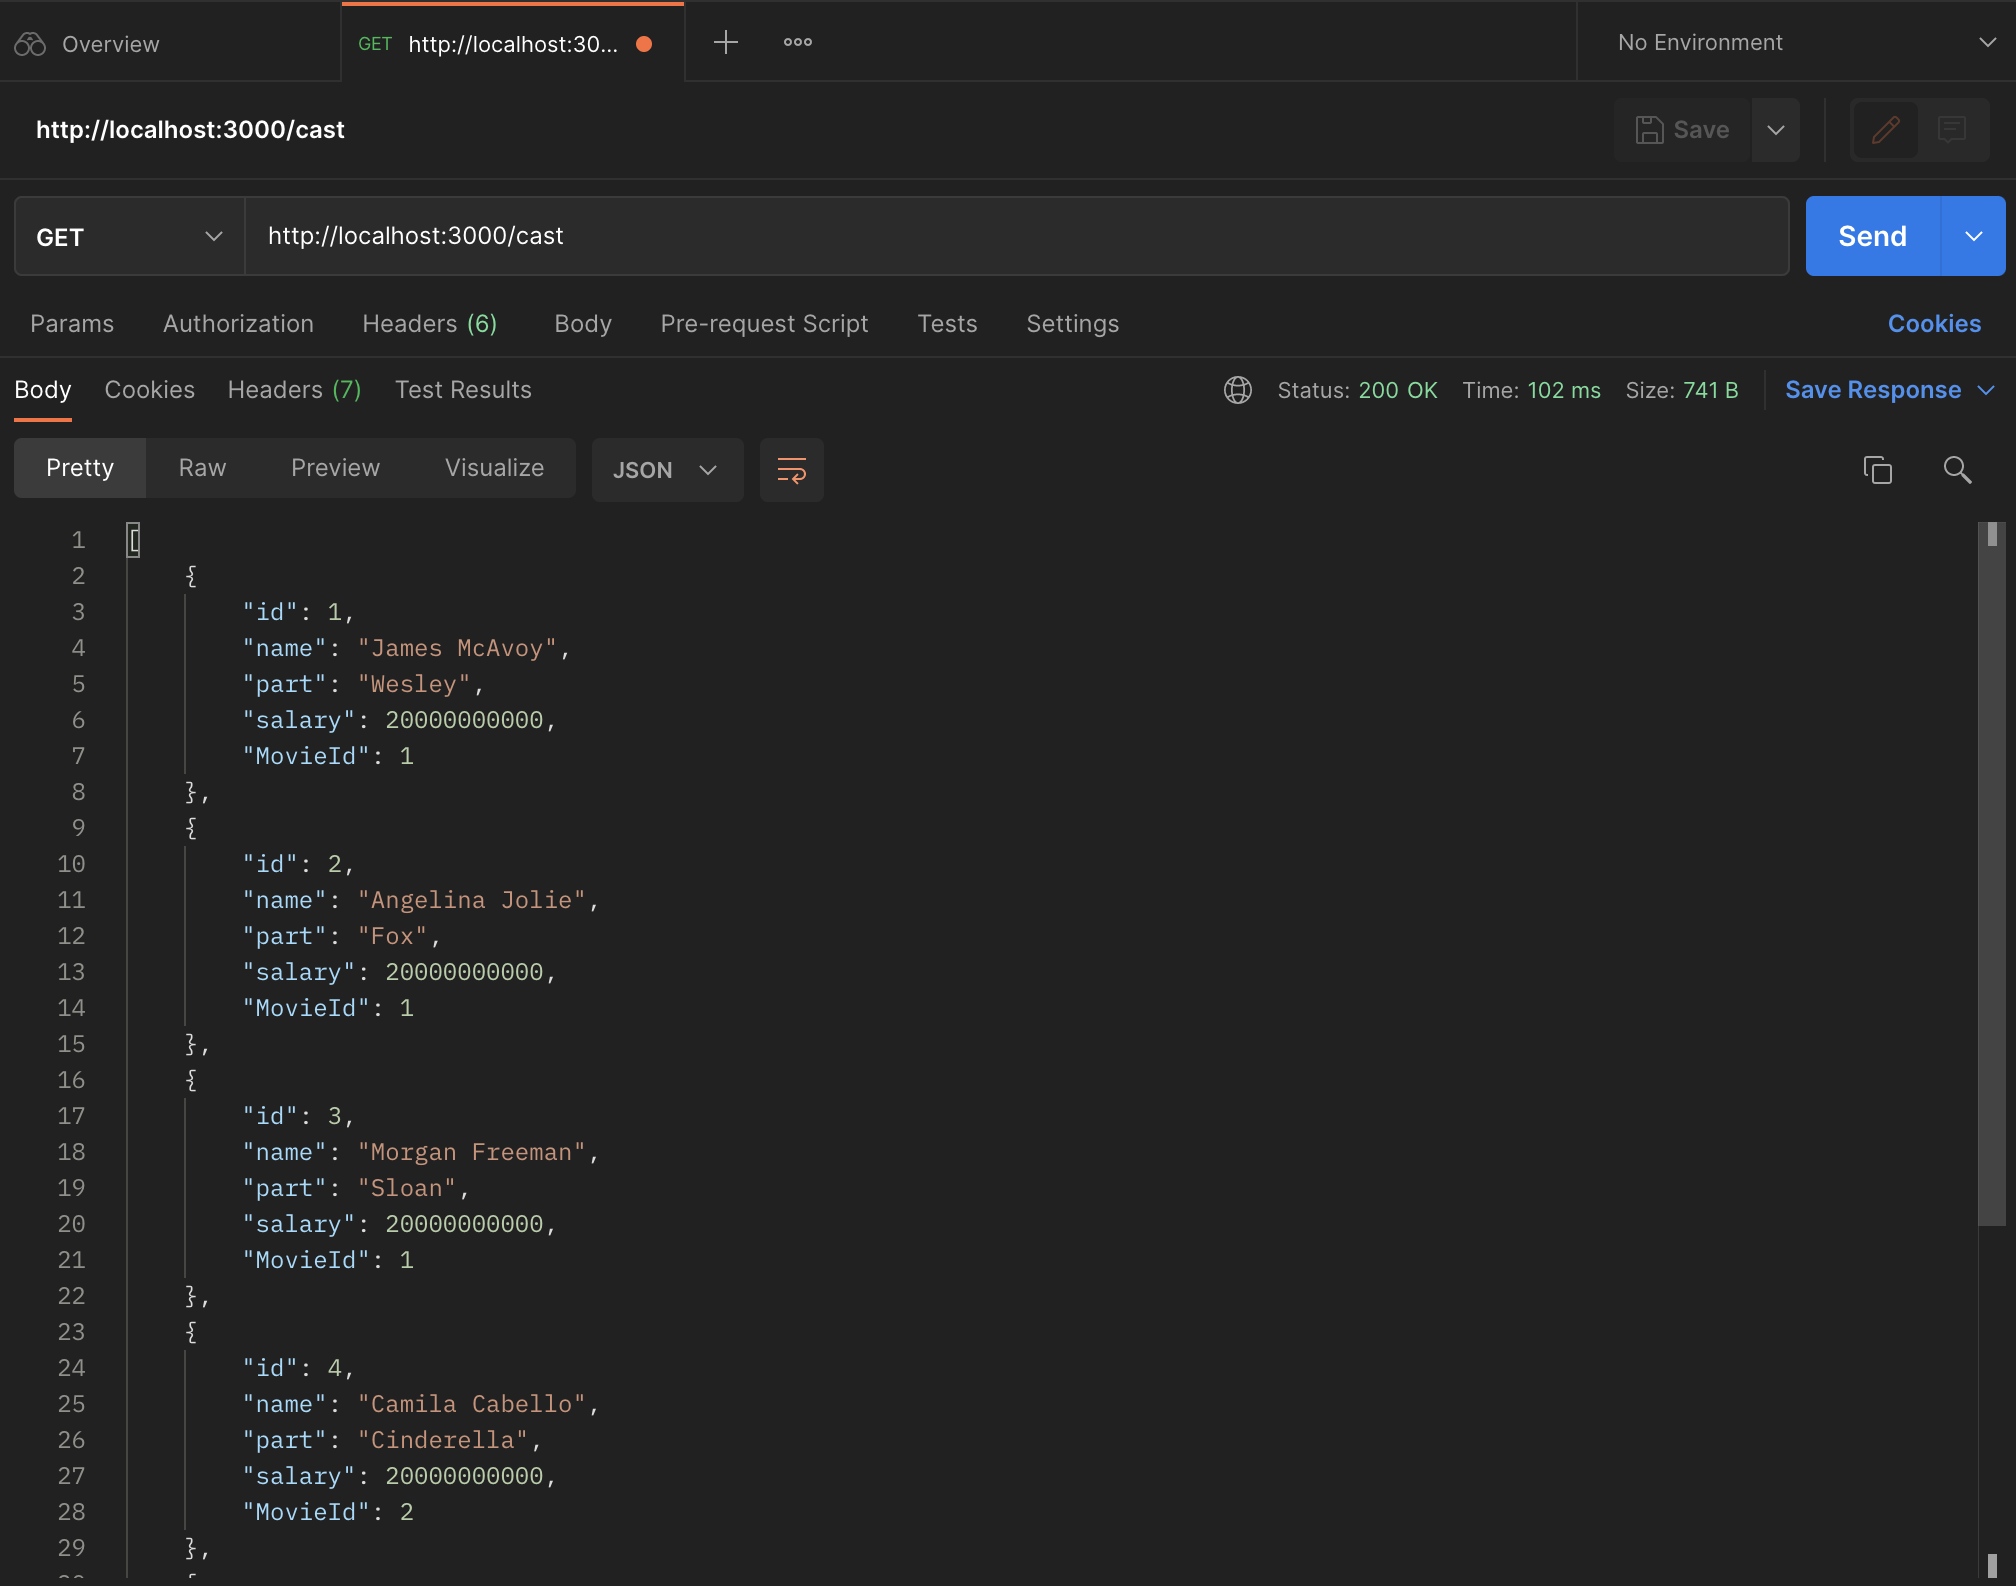 Overview
GET http://localhost:30...
No Environment
http://localhost:3000/cast
Save
GET
http://localhost:3000/cast
Send
Params Authorization Headers (6) Body Pre-request Script Tests Settings Cookies
Body Cookies Headers (7) Test Results Status: 200 OK Time: 102 ms Size: 741 B Save Response
Pretty Raw Preview Visualize JSON
1 [
2 {
3 "id": 1,
4 "name": "James McAvoy",
5 "part": "Wesley",
6 "salary": 20000000000,
7 "MovieId": 1
8 },
9 {
10 "id": 2,
11 "name": "Angelina Jolie",
12 "part": "Fox",
13 "salary": 20000000000,
14 "MovieId": 1
15 },
16 {
17 "id": 3,
18 "name": "Morgan Freeman",
19 "part": "Sloan",
20 "salary": 20000000000,
21 "MovieId": 1
22 },
23 {
24 "id": 4,
25 "name": "Camila Cabello",
26 "part": "Cinderella",
27 "salary": 20000000000,
28 "MovieId": 2
29 },